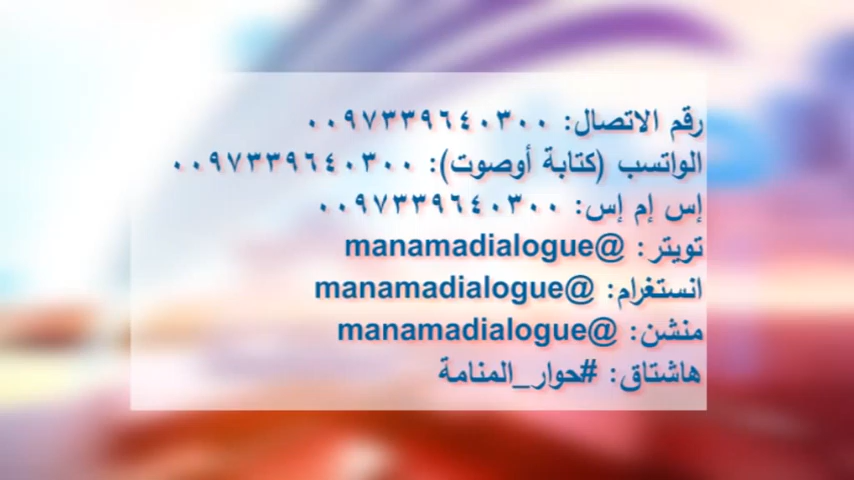 رقم الاتصال: ٠٠٩٧٣٣٩٦٤٠٣٠٠
الواتسب (كتابة أوصوت): ٠٠٩٧٣٣٩٦٤٠٣٠٠
إس إم إس: ٠٠٩٧٣٣٩٦٤٠٣٠٠
تويتر: @manamadialogue
انستغرام: @manamadialogue
منشن: @manamadialogue
هاشتاق: #حوار_المنامة